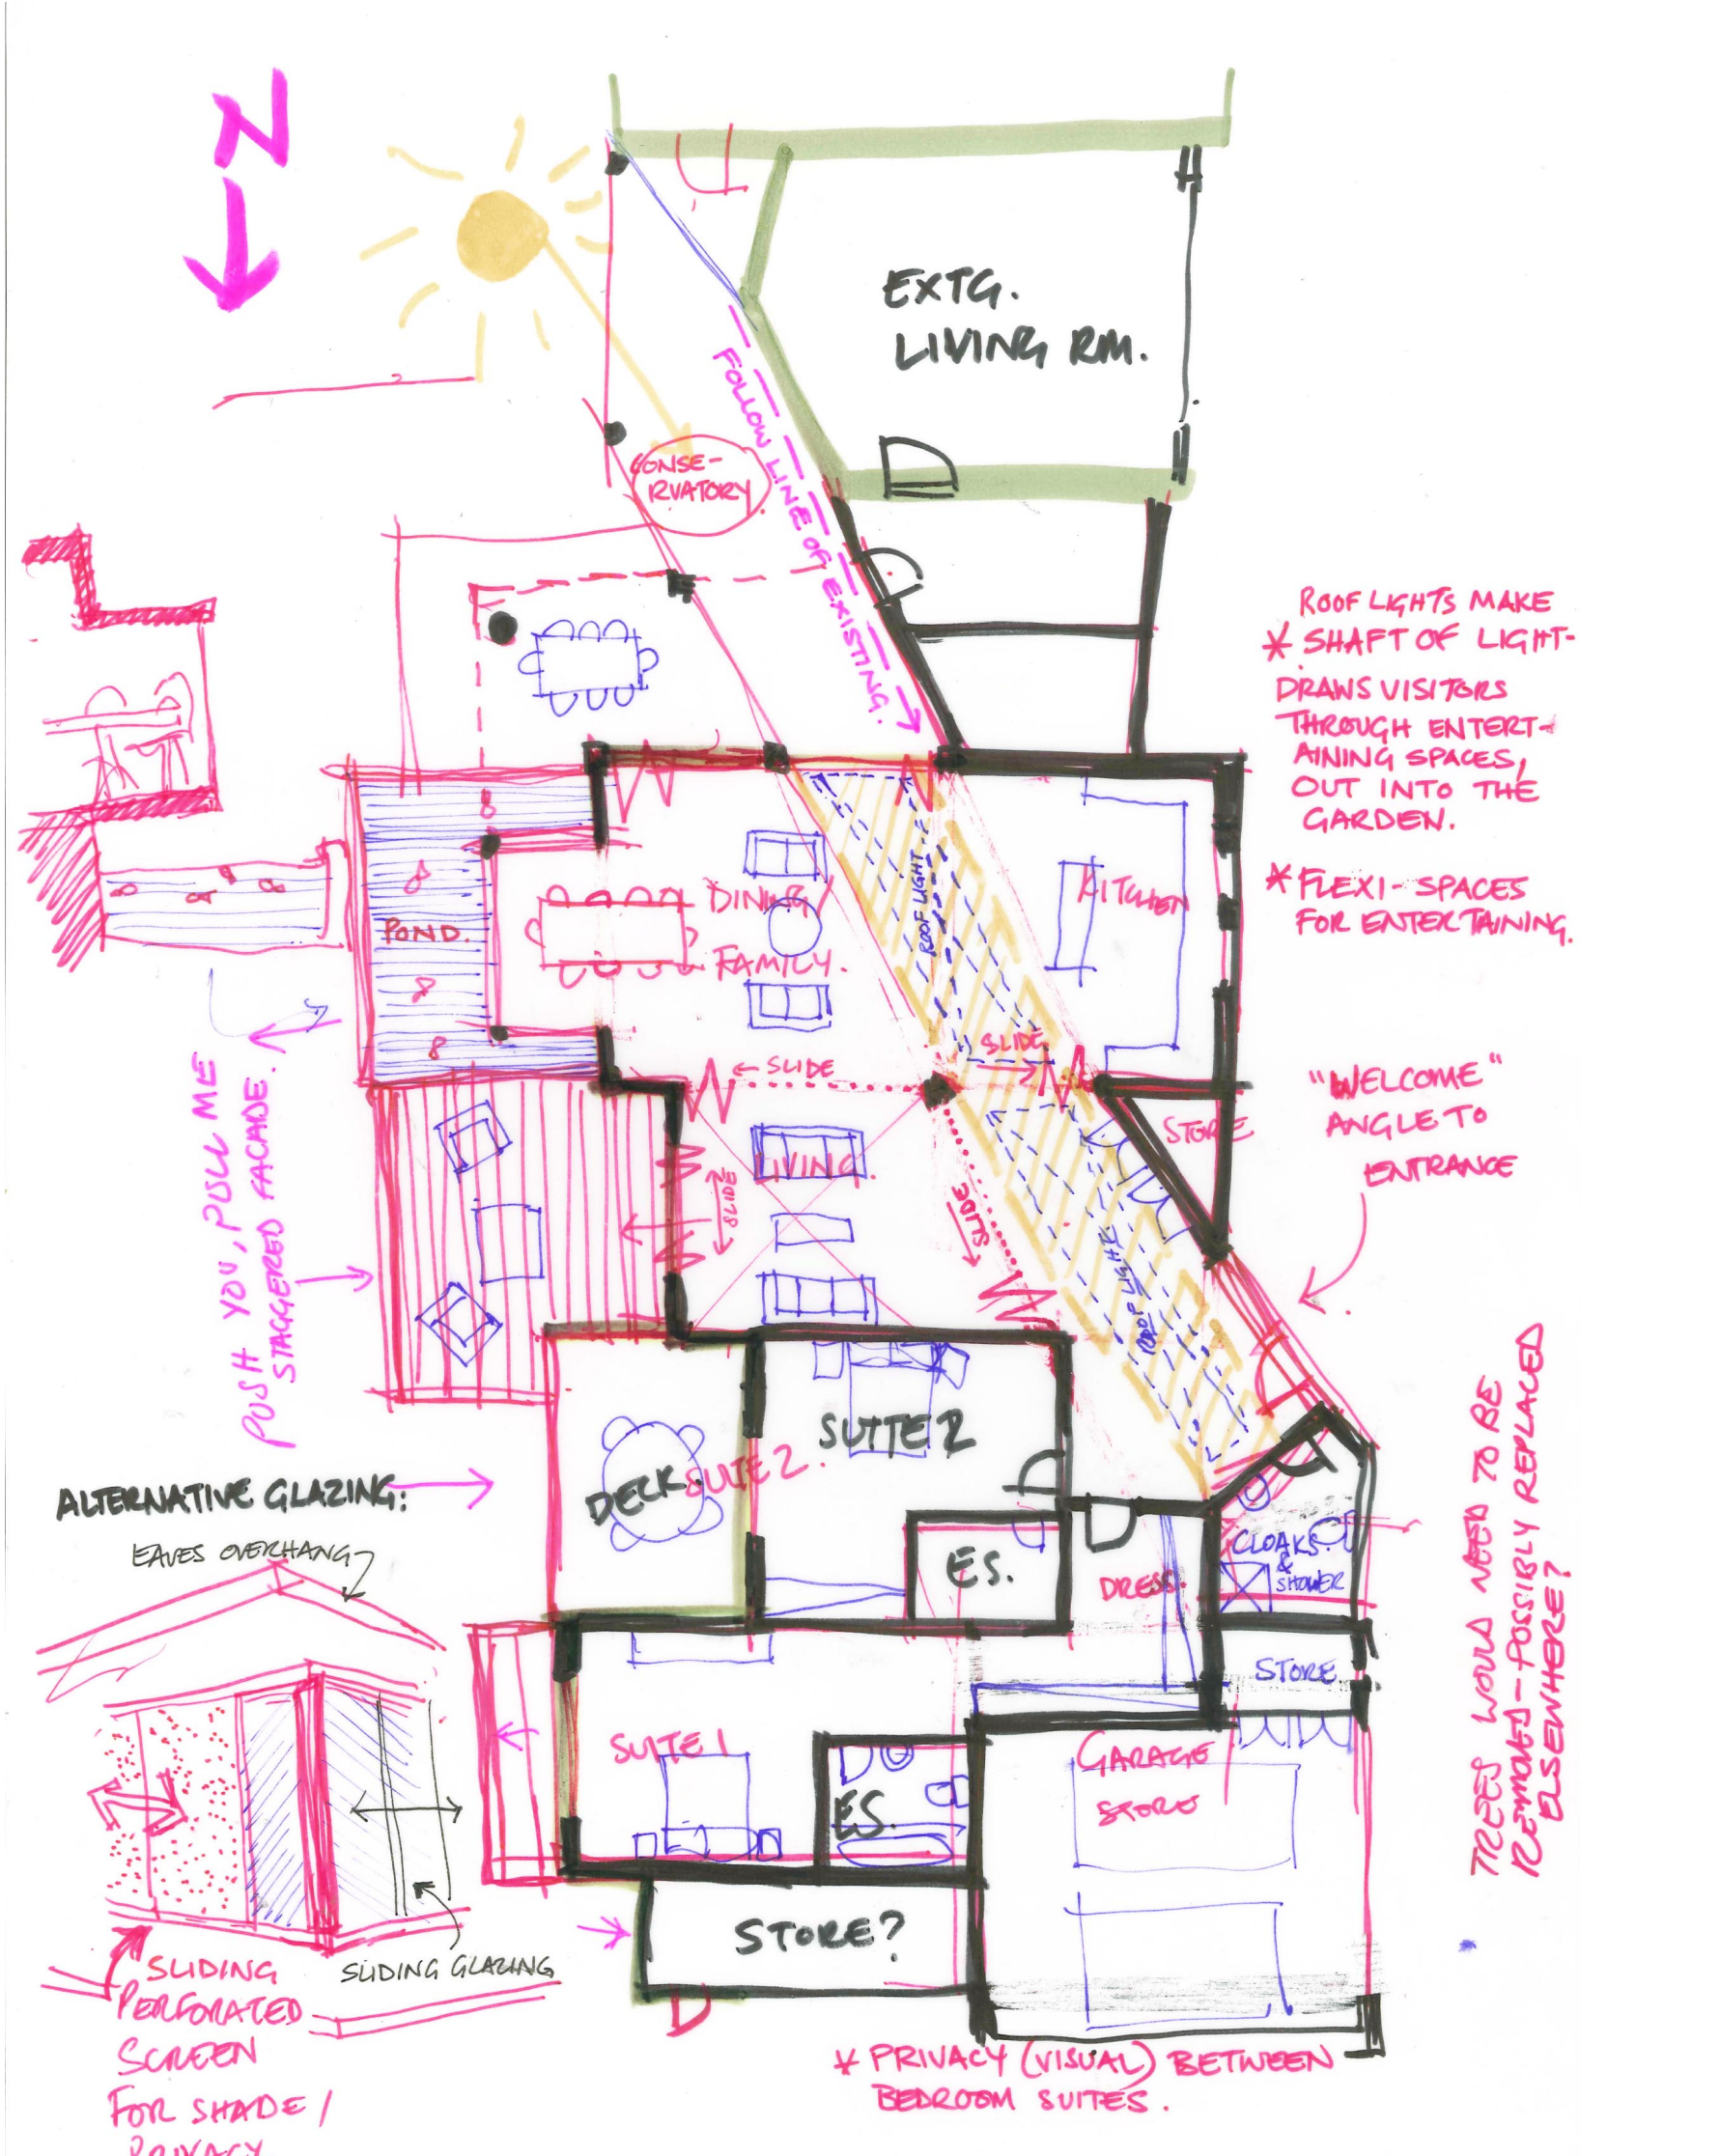 N
EXTG.
LIVING RM.
FOLLOW LINE OF EXISTING.
CONSE-
RVATORY
ROOF LIGHTS MAKE
* SHAFT OF LIGHT-
DRAWS VISITORS
THROUGH ENTERT-
AINING SPACES,
OUT INTO THE
GARDEN.
* FLEXI-SPACES
FOR ENTERTAINING.
ROOF LIGHT
KITCHEN
DINING/
FAMILY.
POND.
SLIDE
SLIDE
PUSH YOU, PULL ME
STAGGERED FACADE.
"WELCOME"
ANGLE TO
ENTRANCE
STORE
LIVING.
SLIDE
SLIDE
ROOF LIGHT
SUITE 2
DECK.
SUITE 2.
ALTERNATIVE GLAZING:
EAVES OVERHANG
ES.
DRESS.
CLOAKS.
&
SHOWER
STORE
TREES WOULD NEED TO BE
REMOVED - POSSIBLY REPLACED
ELSEWHERE?
SUITE 1
ES.
GARAGE
STORE
STORE?
SLIDING
PERFORATED
SCREEN
FOR SHADE/
PRIVACY
SLIDING GLAZING
* PRIVACY (VISUAL) BETWEEN
BEDROOM SUITES.